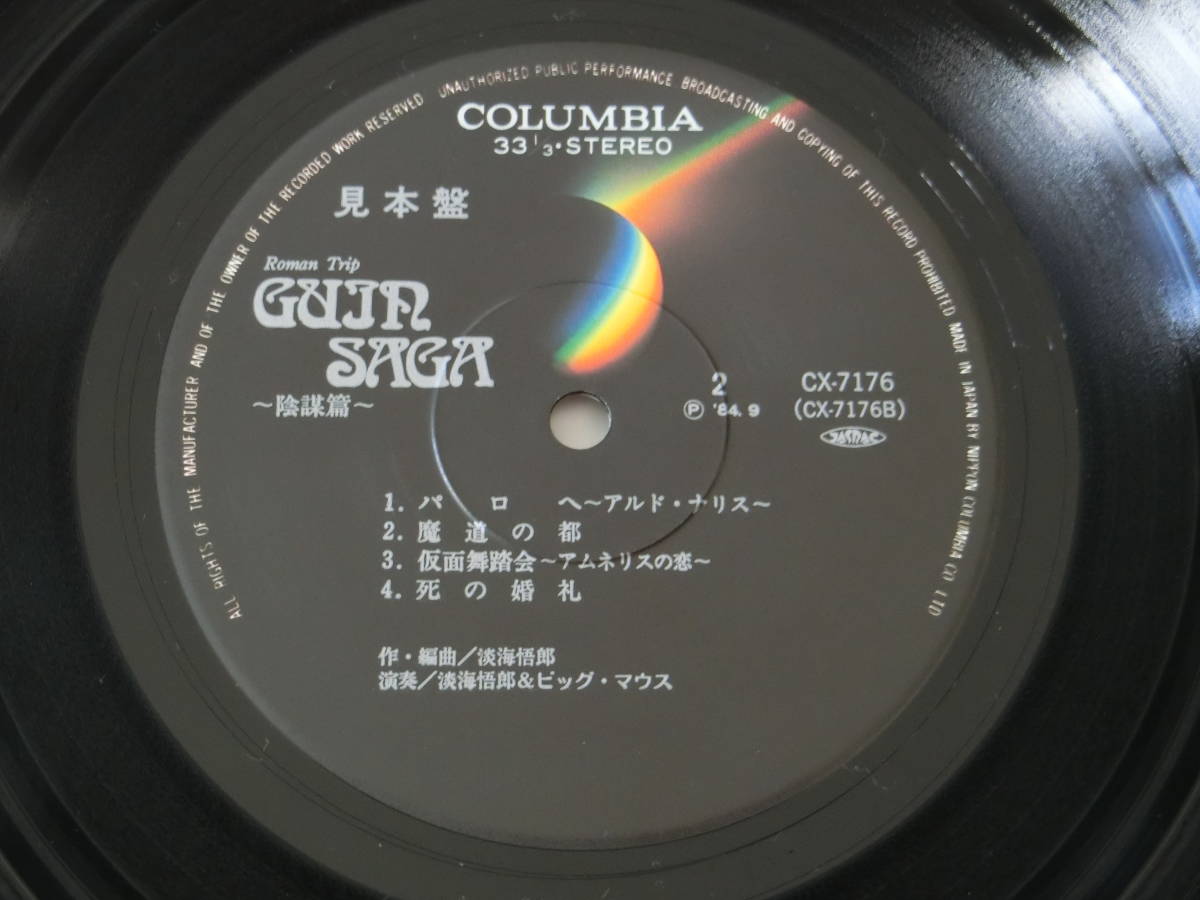 ALL RIGHTS OF THE MANUFACTURER AND OF THE OWNER OF THE RECORDED WORK RESERVED UNAUTHORIZED PUBLIC PERFORMANCE BROADCASTING AND COPYING OF THIS RECORD PROHIBITED MADE IN JAPAN BY NIPPON COLUMBIA CO. LTD
COLUMBIA
33 1/3・STEREO
見本盤
Roman Trip
GUIN
SAGA
〜陰謀篇〜
2
Ⓟ '84. 9
CX-7176
(CX-7176B)
JASRAC
1. パロへ〜アルド・ナリス〜
2. 魔道の都
3. 仮面舞踏会〜アムネリスの恋〜
4. 死の婚礼
作・編曲/淡海悟郎
演奏/淡海悟郎&ビッグ・マウス